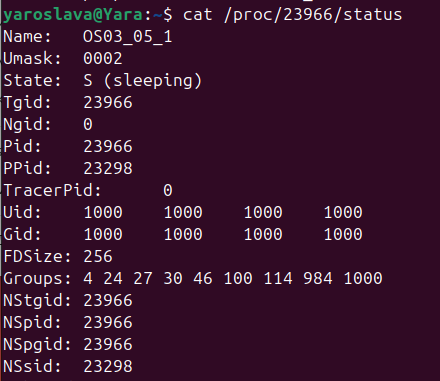 yaroslava@Yara:~$ cat /proc/23966/status
Name:   OS03_05_1
Umask:  0002
State:  S (sleeping)
Tgid:   23966
Ngid:   0
Pid:    23966
PPid:   23298
TracerPid:      0
Uid:    1000    1000    1000    1000
Gid:    1000    1000    1000    1000
FDSize: 256
Groups: 4 24 27 30 46 100 114 984 1000
NStgid: 23966
NSpid:  23966
NSpgid: 23966
NSsid:  23298